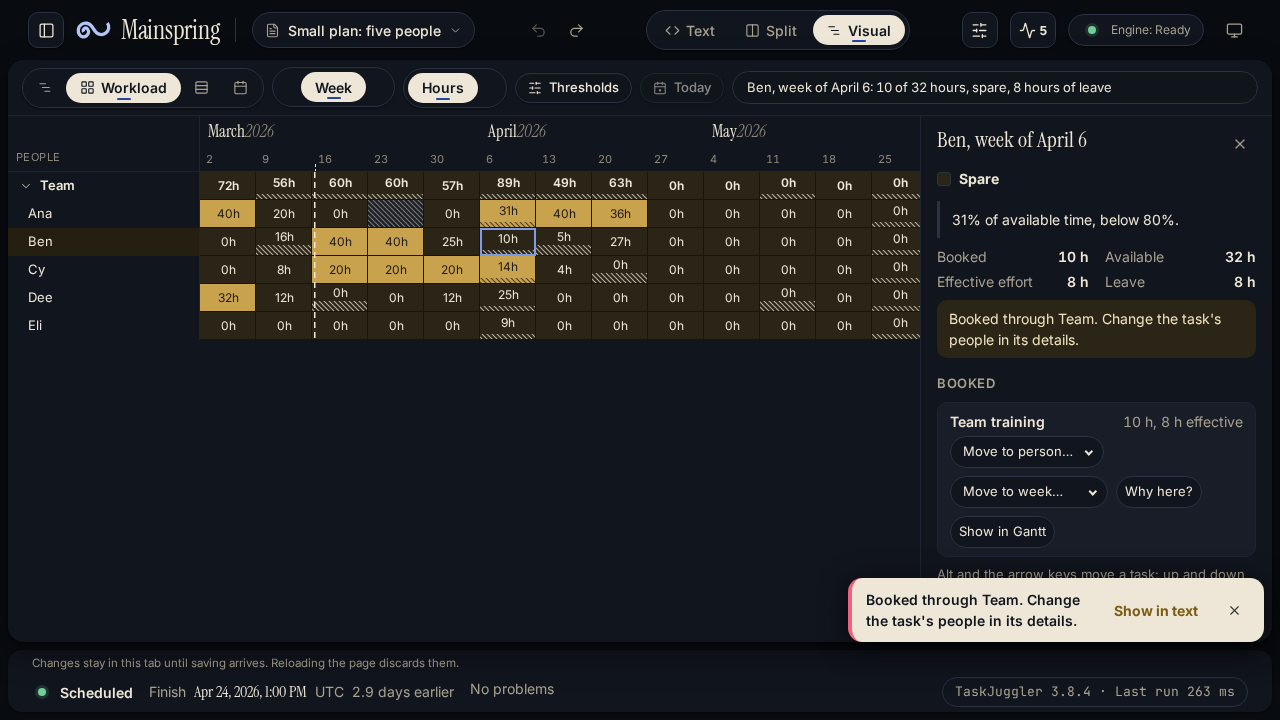 Mainspring
Small plan: five people
Text
Split
Visual
5
Engine: Ready
Workload
Week
Hours
Thresholds
Today
Ben, week of April 6: 10 of 32 hours, spare, 8 hours of leave
PEOPLE
March 2026
April 2026
May 2026
2 9 16 23 30 6 13 20 27 4 11 18 25
Team 72h 56h 60h 60h 57h 89h 49h 63h 0h 0h 0h 0h 0h
Ana 40h 20h 0h 0h 31h 40h 36h 0h 0h 0h 0h 0h
Ben 0h 16h 40h 40h 25h 10h 5h 27h 0h 0h 0h 0h 0h
Cy 0h 8h 20h 20h 20h 14h 4h 0h 0h 0h 0h 0h 0h
Dee 32h 12h 0h 0h 12h 25h 0h 0h 0h 0h 0h 0h 0h
Eli 0h 0h 0h 0h 0h 9h 0h 0h 0h 0h 0h 0h 0h
Ben, week of April 6
Spare
31% of available time, below 80%.
Booked 10 h Available 32 h
Effective effort 8 h Leave 8 h
Booked through Team. Change the task's
people in its details.
BOOKED
Team training 10 h, 8 h effective
Move to person...
Move to week...
Why here?
Show in Gantt
Alt and the arrow keys move a task: up and down
Booked through Team. Change
the task's people in its details.
Show in text
Changes stay in this tab until saving arrives. Reloading the page discards them.
Scheduled Finish Apr 24, 2026, 1:00 PM UTC 2.9 days earlier No problems
TaskJuggler 3.8.4 · Last run 263 ms